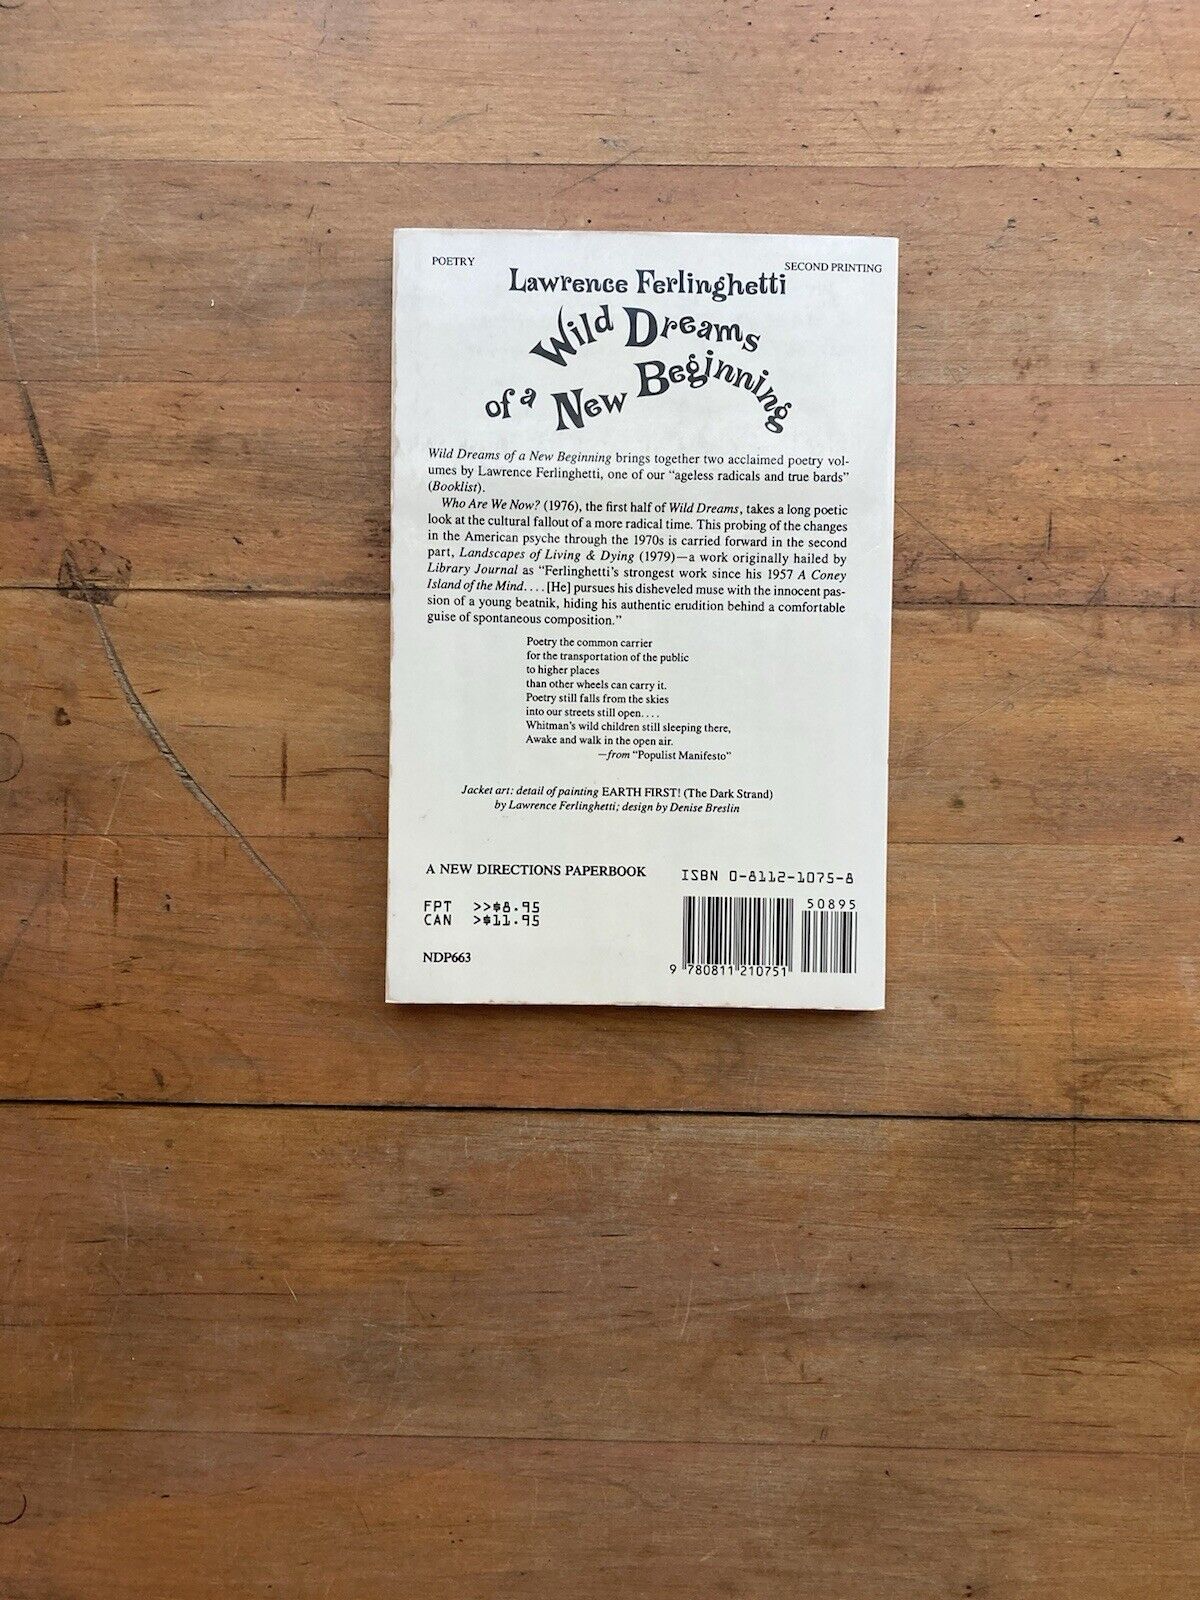 POETRY
SECOND PRINTING
Lawrence Ferlinghetti
Wild Dreams
of a New Beginning
Wild Dreams of a New Beginning brings together two acclaimed poetry vol-
umes by Lawrence Ferlinghetti, one of our “ageless radicals and true bards”
(Booklist).
Who Are We Now? (1976), the first half of Wild Dreams, takes a long poetic
look at the cultural fallout of a more radical time. This probing of the changes
in the American psyche through the 1970s is carried forward in the second
part, Landscapes of Living & Dying (1979)—a work originally hailed by
Library Journal as “Ferlinghetti's strongest work since his 1957 A Coney
Island of the Mind. . . . [He] pursues his disheveled muse with the innocent pas-
sion of a young beatnik, hiding his authentic erudition behind a comfortable
guise of spontaneous composition.”
Poetry the common carrier
for the transportation of the public
to higher places
than other wheels can carry it.
Poetry still falls from the skies
into our streets still open. . . .
Whitman's wild children still sleeping there,
Awake and walk in the open air.
—from “Populist Manifesto”
Jacket art: detail of painting EARTH FIRST! (The Dark Strand)
by Lawrence Ferlinghetti; design by Denise Breslin
A NEW DIRECTIONS PAPERBOOK
ISBN 0-8112-1075-8
FPT >>$8.95
CAN >$11.95
50895
NDP663
9 780811 210751